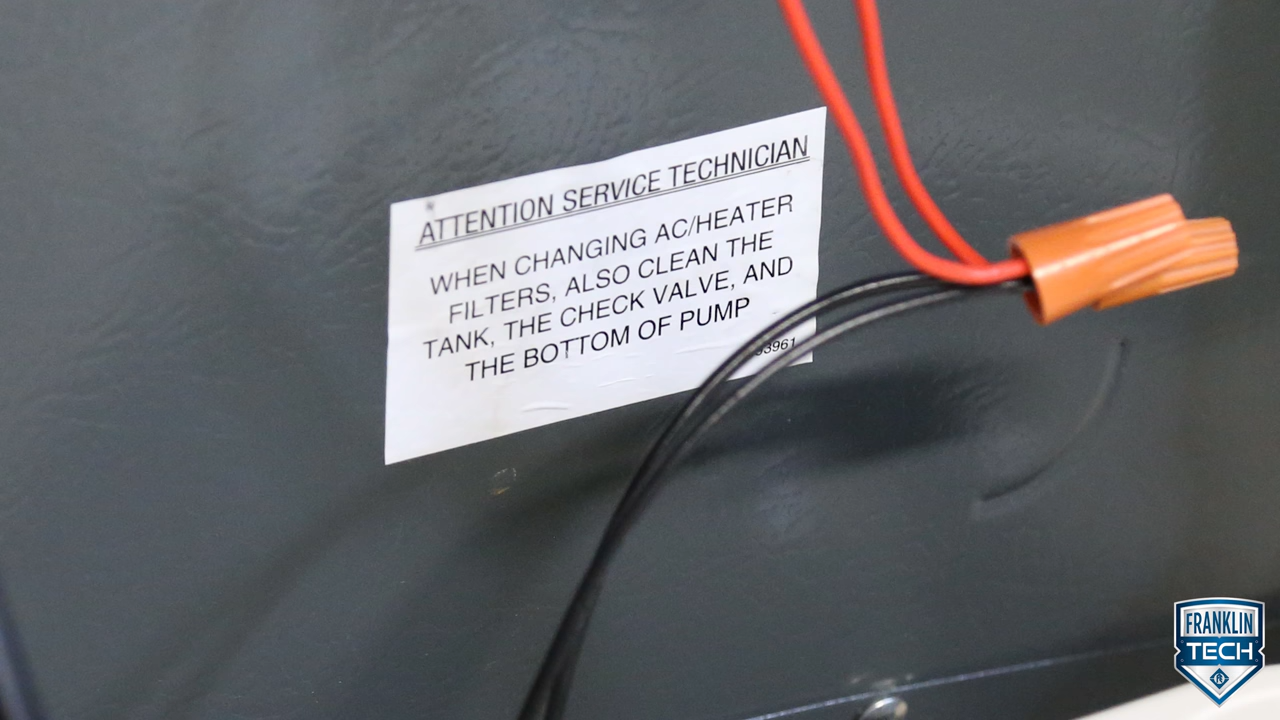 ATTENTION SERVICE TECHNICIAN
WHEN CHANGING AC/HEATER
FILTERS, ALSO CLEAN THE
TANK, THE CHECK VALVE, AND
THE BOTTOM OF PUMP
FRANKLIN
TECH